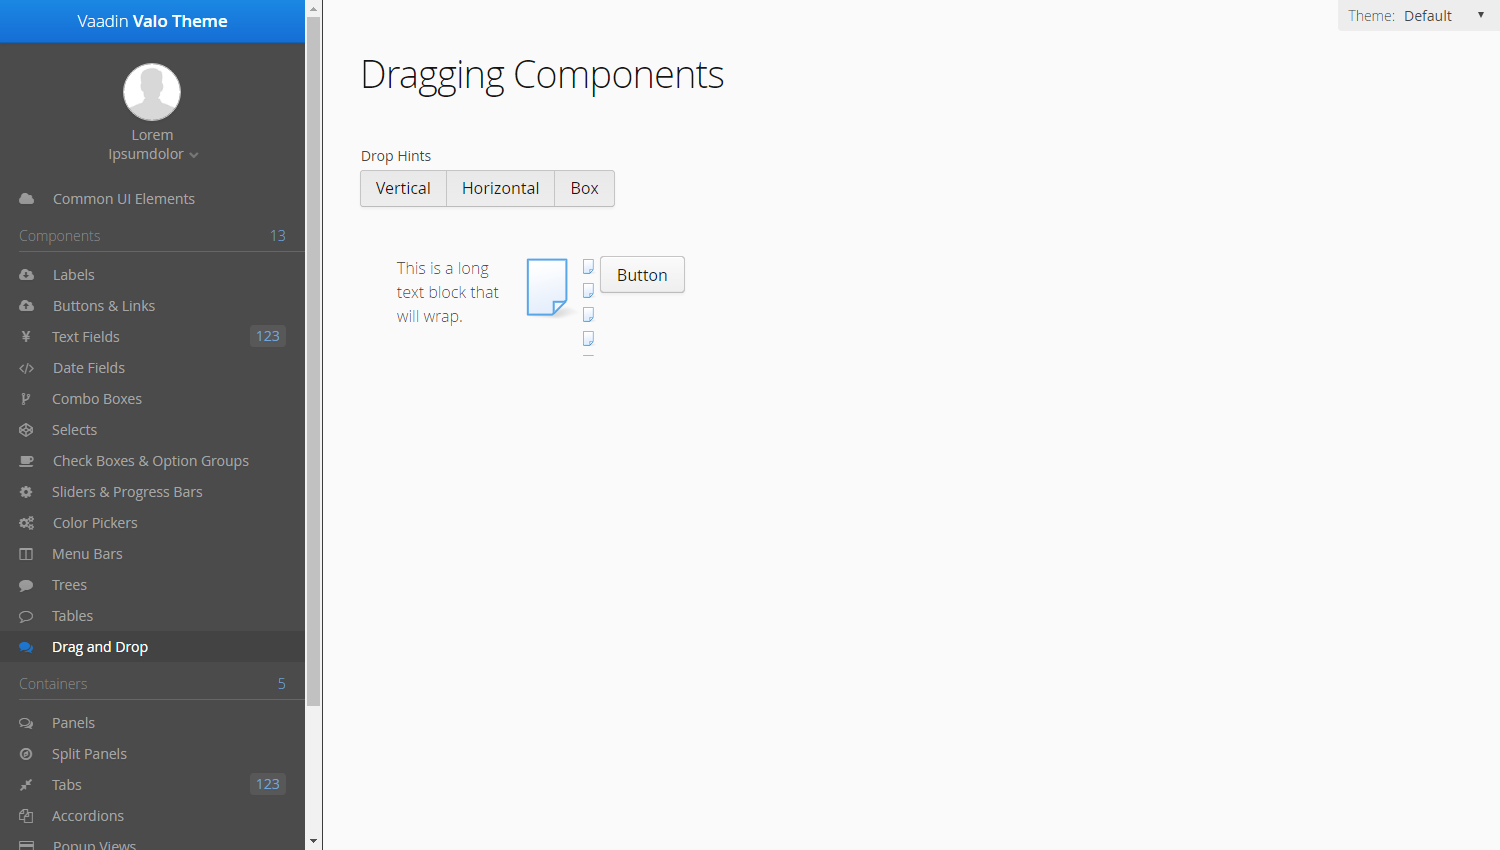 Vaadin Valo Theme
Lorem
Ipsumdolor
Common UI Elements
Components 13
Labels
Buttons & Links
Text Fields 123
Date Fields
Combo Boxes
Selects
Check Boxes & Option Groups
Sliders & Progress Bars
Color Pickers
Menu Bars
Trees
Tables
Drag and Drop
Containers 5
Panels
Split Panels
Tabs 123
Accordions
Popup Views
Theme: Default
Dragging Components
Drop Hints
Vertical Horizontal Box
This is a long
text block that
will wrap.
Button